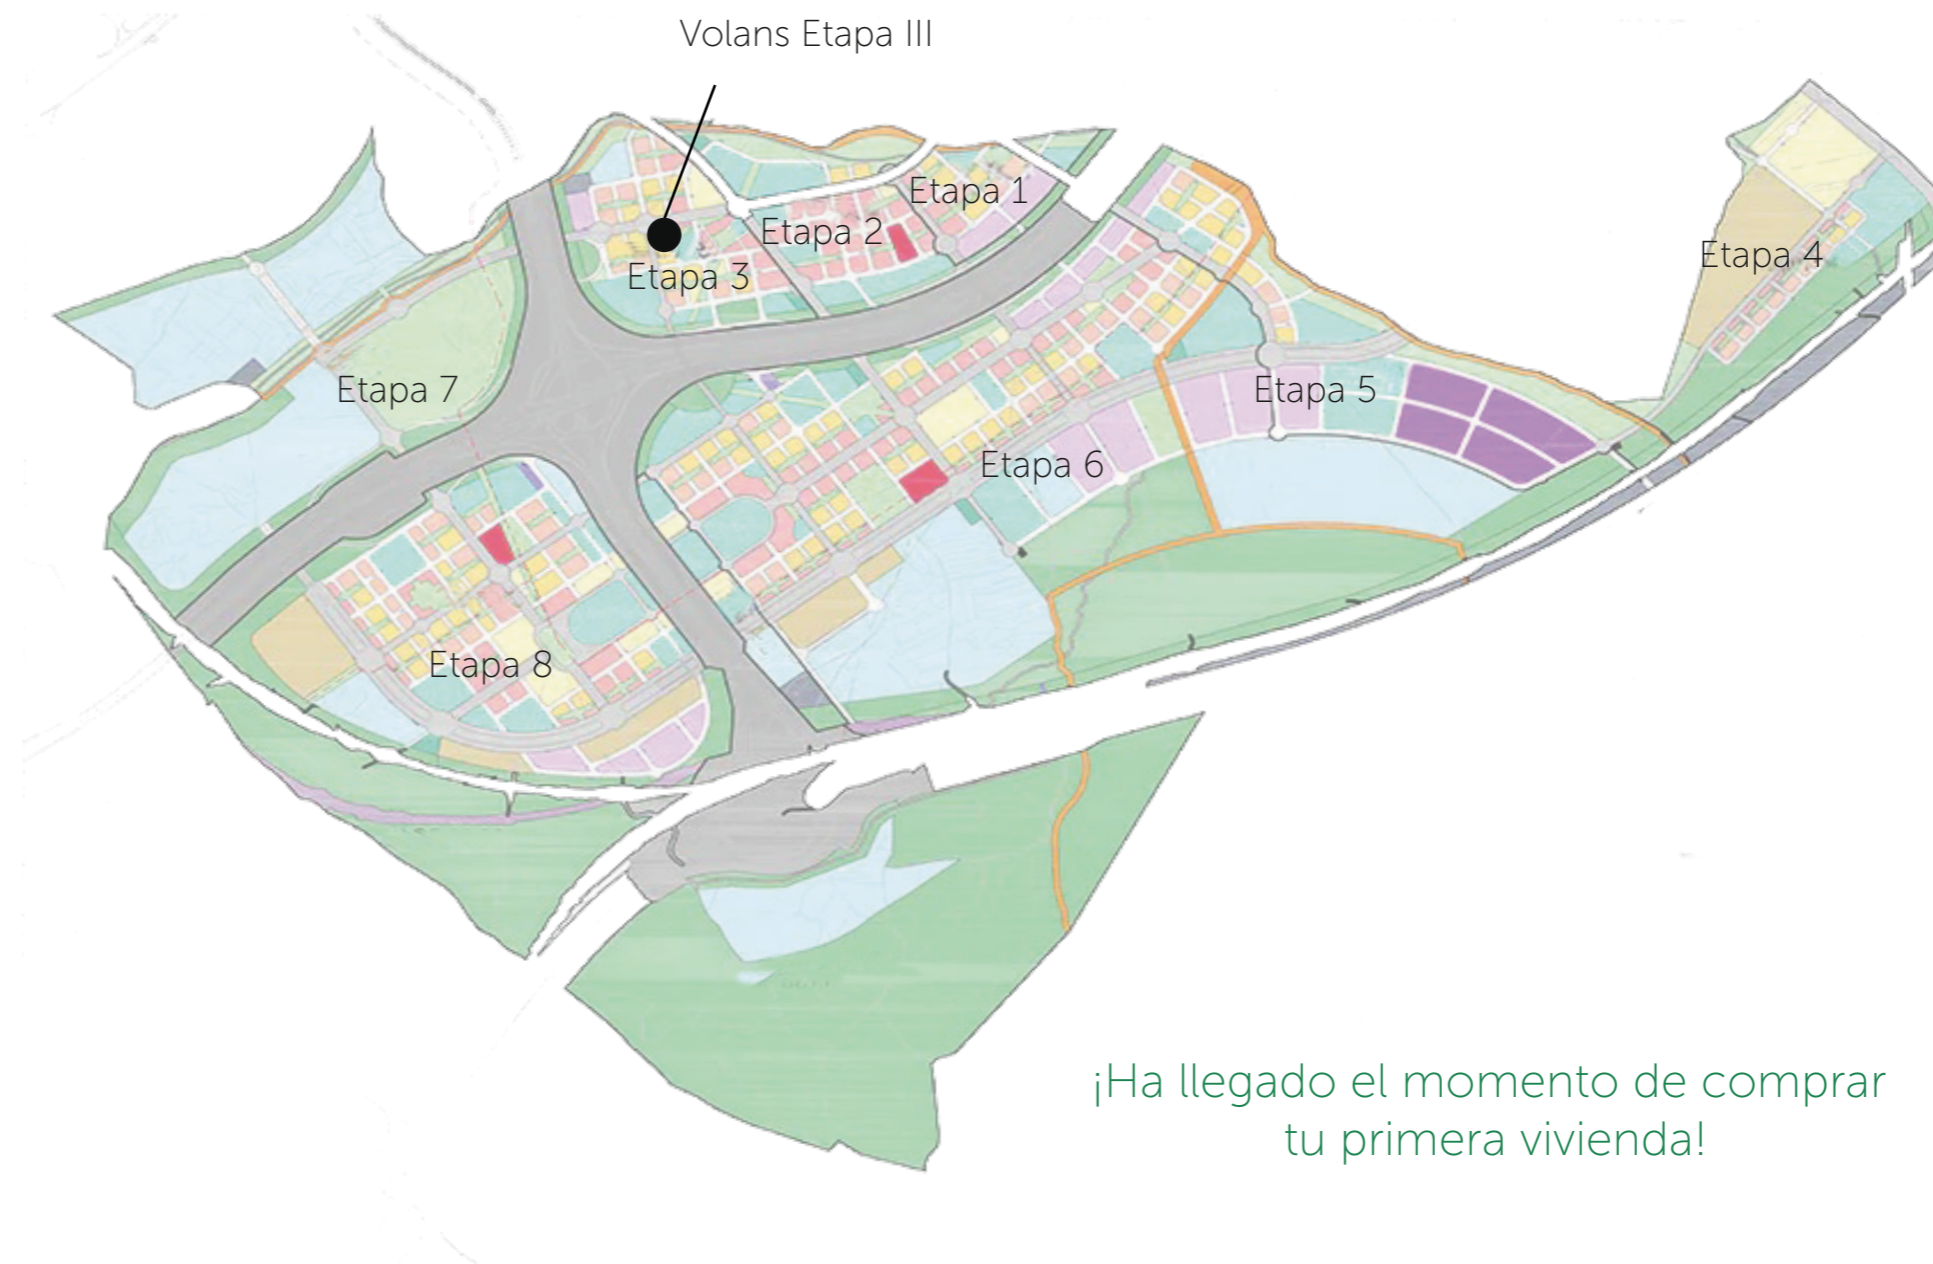 Volans Etapa III
Etapa 1
Etapa 2
Etapa 3
Etapa 4
Etapa 7
Etapa 5
Etapa 6
Etapa 8
¡Ha llegado el momento de comprar
tu primera vivienda!